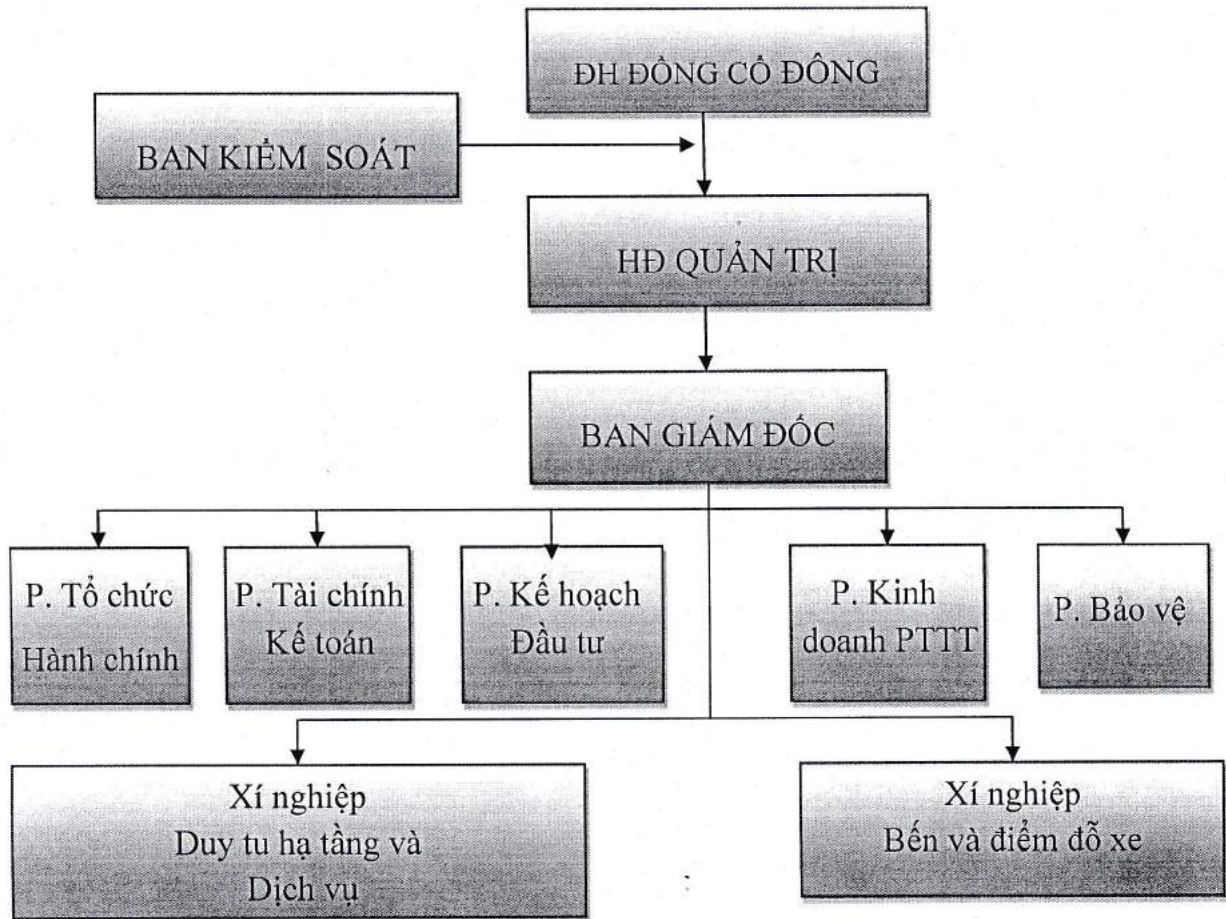 ĐH ĐỒNG CỔ ĐÔNG
BAN KIỂM SOÁT
HĐ QUẢN TRỊ
BAN GIÁM ĐỐC
P. Tổ chức
Hành chính
P. Tài chính
Kế toán
P. Kế hoạch
Đầu tư
P. Kinh
doanh PTTT
P. Bảo vệ
Xí nghiệp
Duy tu hạ tầng và
Dịch vụ
Xí nghiệp
Bến và điểm đỗ xe